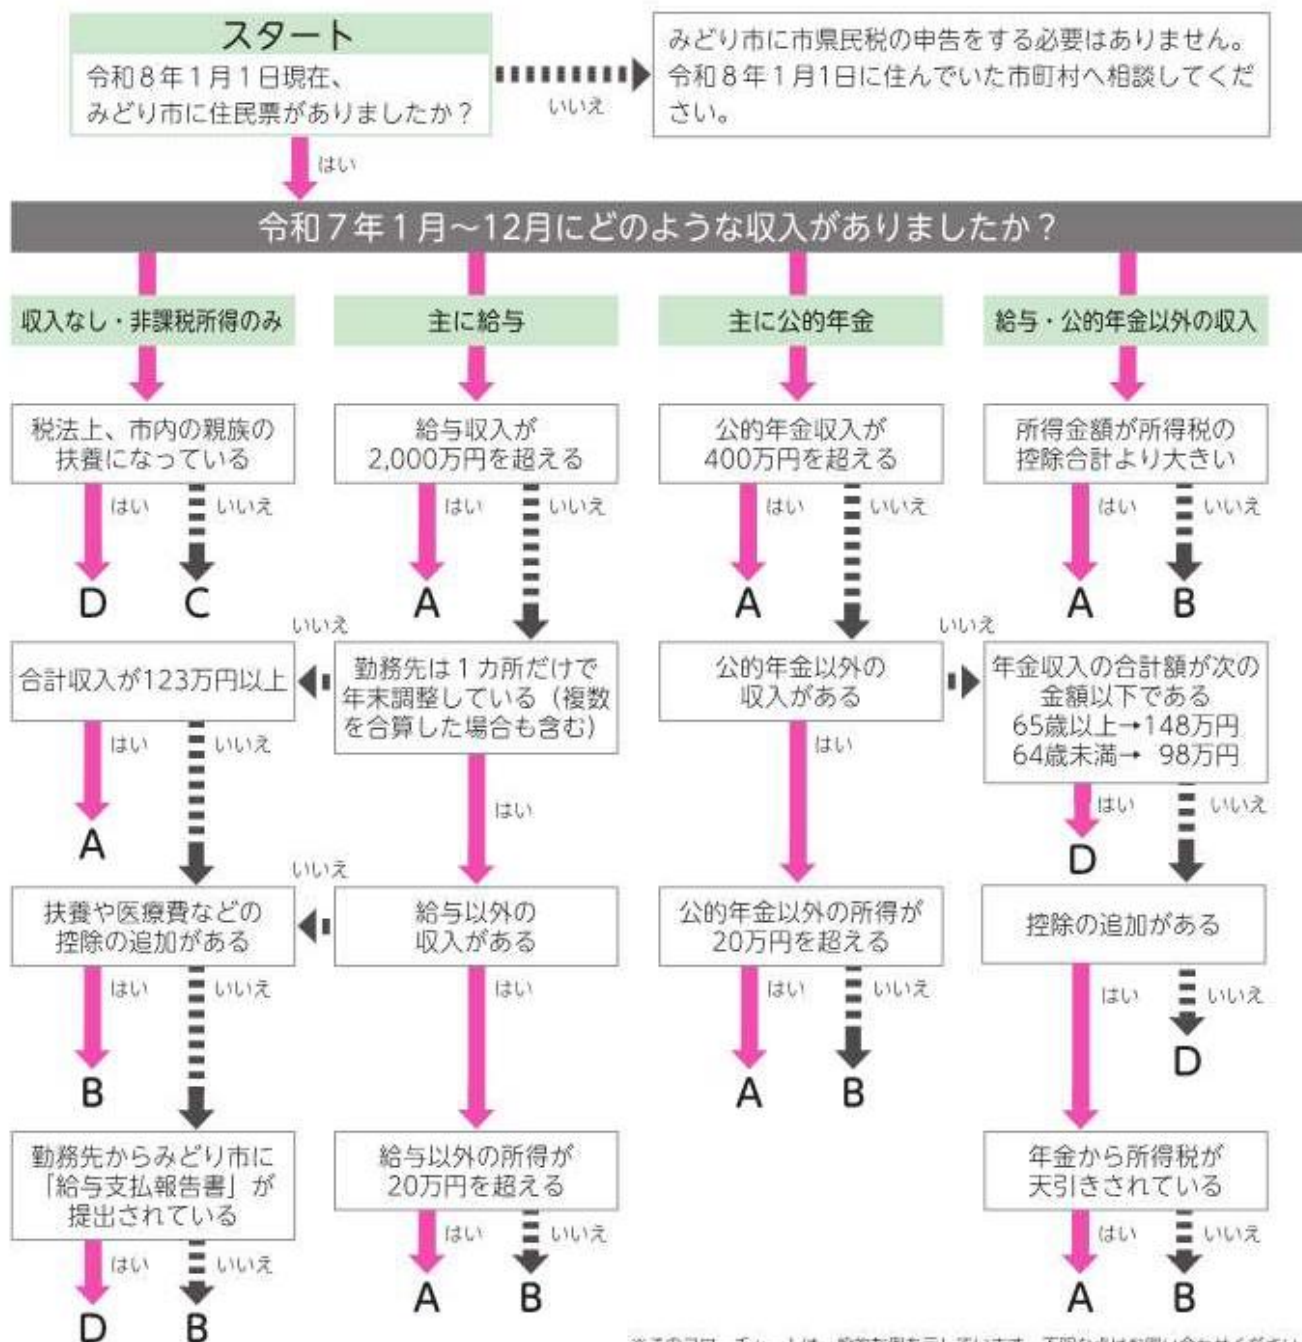 スタート
令和8年1月1日現在、
みどり市に住民票がありましたか?
いいえ
みどり市に市県民税の申告をする必要はありません。
令和8年1月1日に住んでいた市町村へ相談してくだ
さい。
はい
令和7年1月～12月にどのような収入がありましたか?
収入なし・非課税所得のみ
主に給与
主に公的年金
給与・公的年金以外の収入
税法上、市内の親族の
扶養になっている
給与収入が
2,000万円を超える
公的年金収入が
400万円を超える
所得金額が所得税の
控除合計より大きい
はい
いいえ
はい
いいえ
はい
いいえ
はい
いいえ
D
C
A
A
A
B
いいえ
いいえ
合計収入が123万円以上
勤務先は1カ所だけで
年末調整している(複数
を合算した場合も含む)
公的年金以外の
収入がある
年金収入の合計額が次の
金額以下である
65歳以上→148万円
64歳未満→ 98万円
はい
いいえ
はい
はい
はい
いいえ
A
D
いいえ
扶養や医療費などの
控除の追加がある
給与以外の
収入がある
公的年金以外の所得が
20万円を超える
控除の追加がある
はい
いいえ
はい
はい
いいえ
はい
いいえ
B
A
B
D
勤務先からみどり市に
「給与支払報告書」が
提出されている
給与以外の所得が
20万円を超える
年金から所得税が
天引きされている
はい
いいえ
はい
いいえ
はい
いいえ
D
B
A
B
A
B